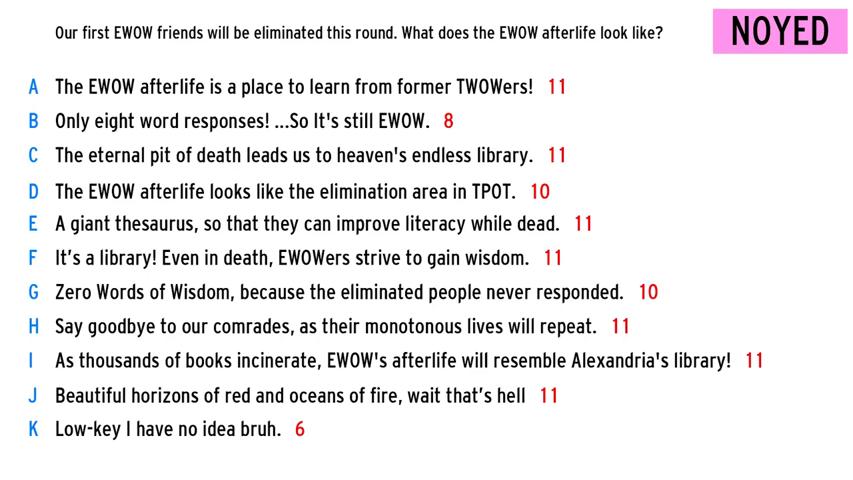 Our first EWOW friends will be eliminated this round. What does the EWOW afterlife look like?
NOYED
A The EWOW afterlife is a place to learn from former TWOWers! 11
B Only eight word responses! ...So It's still EWOW. 8
C The eternal pit of death leads us to heaven's endless library. 11
D The EWOW afterlife looks like the elimination area in TPOT. 10
E A giant thesaurus, so that they can improve literacy while dead. 11
F It’s a library! Even in death, EWOWers strive to gain wisdom. 11
G Zero Words of Wisdom, because the eliminated people never responded. 10
H Say goodbye to our comrades, as their monotonous lives will repeat. 11
I As thousands of books incinerate, EWOW's afterlife will resemble Alexandria's library! 11
J Beautiful horizons of red and oceans of fire, wait that’s hell 11
K Low-key I have no idea bruh. 6